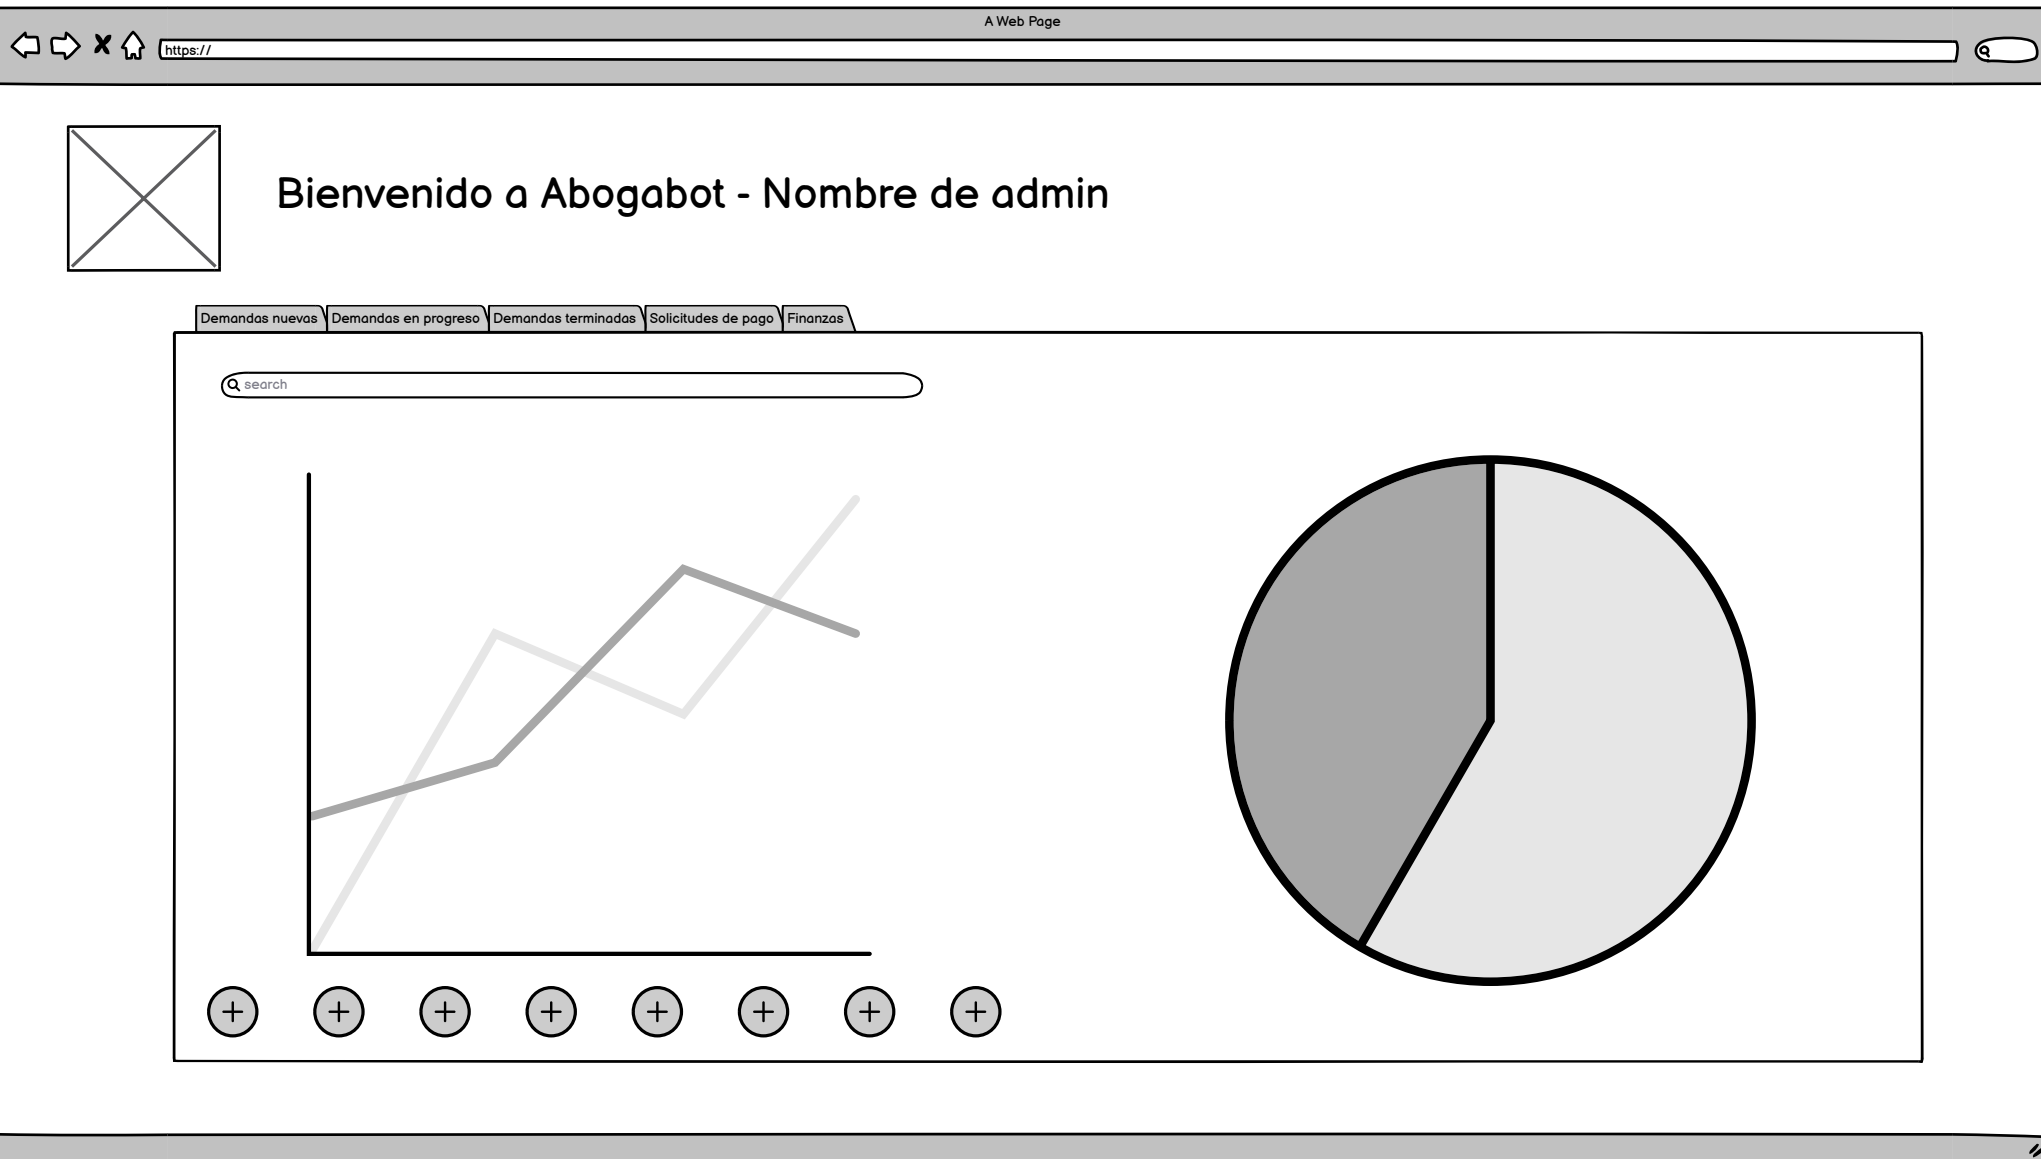 A Web Page
https://
Bienvenido a Abogabot - Nombre de admin
Demandas nuevas Demandas en progreso Demandas terminadas Solicitudes de pago Finanzas
search